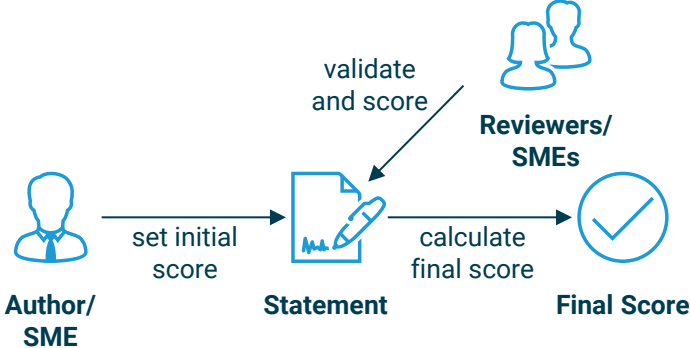 validate
and score
Reviewers/
SMEs
set initial
score
calculate
final score
Author/
SME
Statement
Final Score